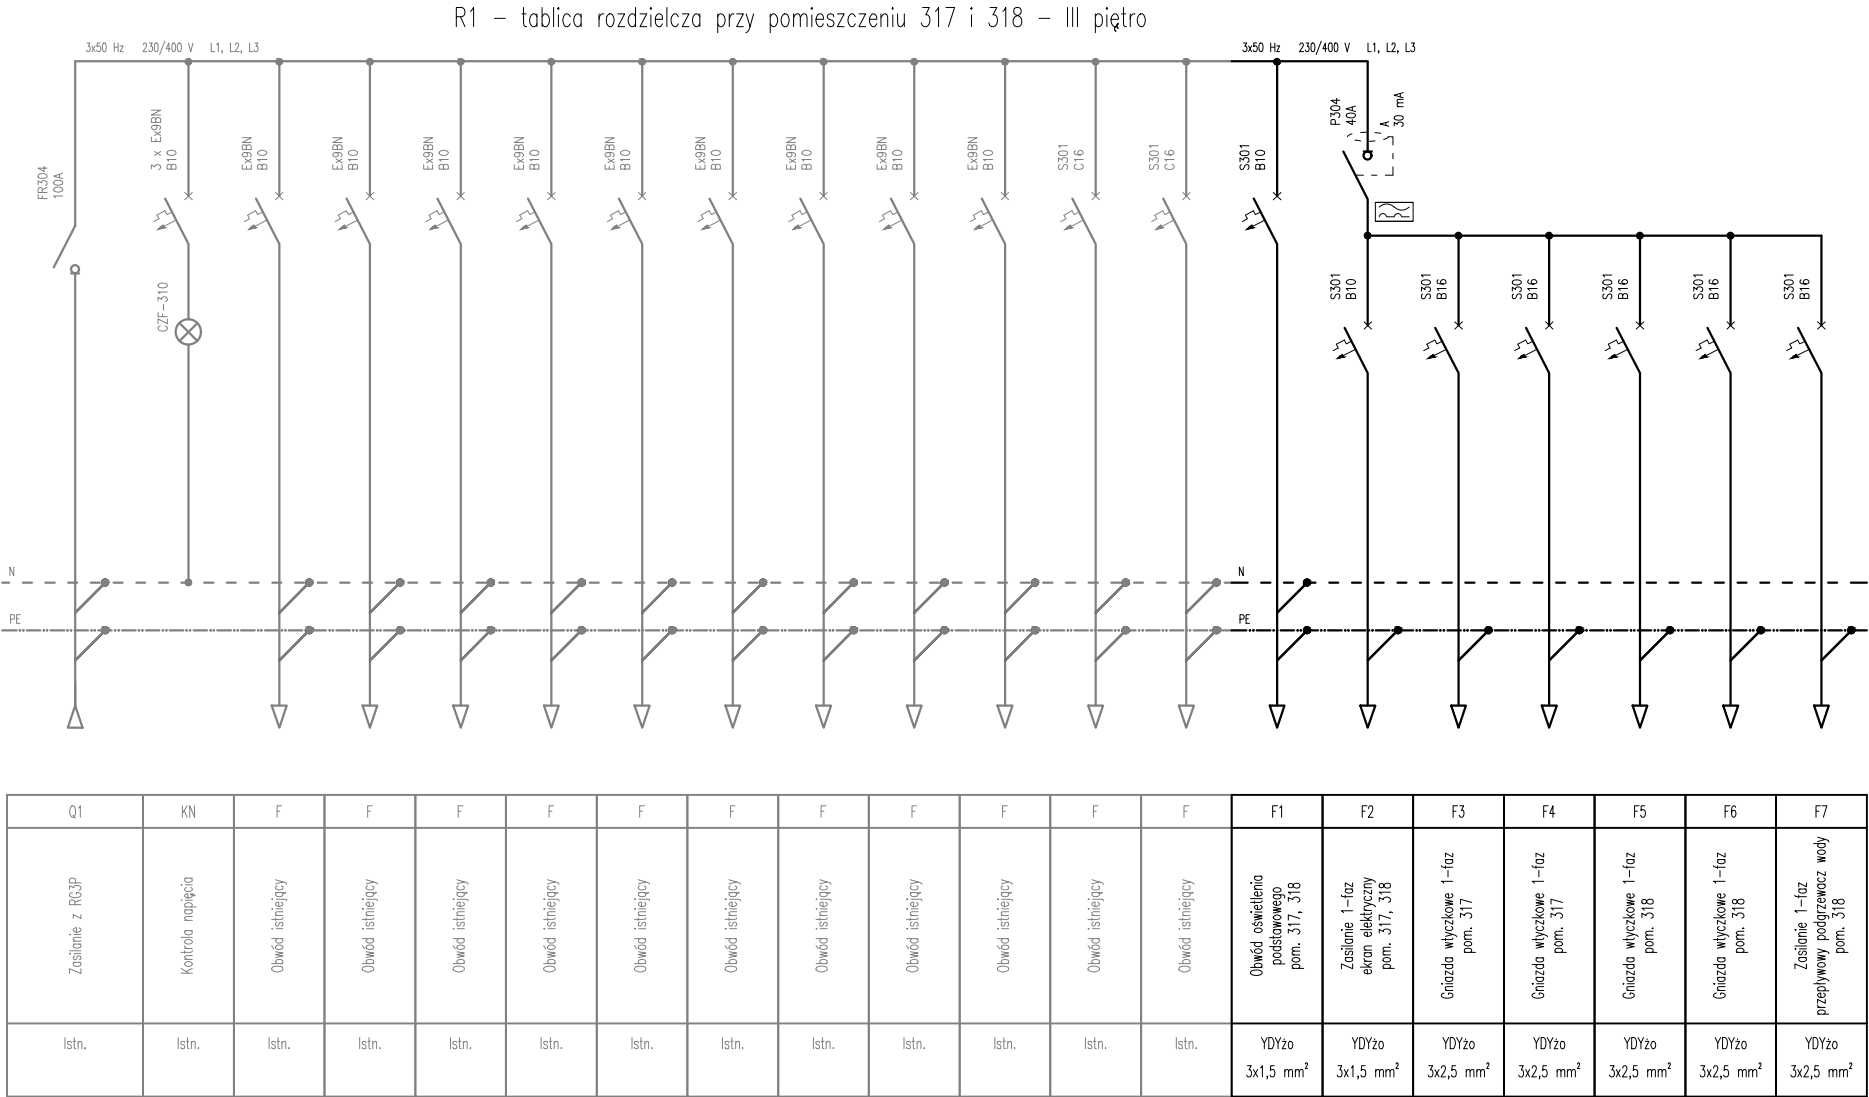 R1 – tablica rozdzielcza przy pomieszczeniu 317 i 318 – III piętro
3x50 Hz 230/400 V L1, L2, L3
3x50 Hz 230/400 V L1, L2, L3
FR304
100A
3 x Ex9BN
B10
CZF-310
Ex9BN
B10
Ex9BN
B10
Ex9BN
B10
Ex9BN
B10
Ex9BN
B10
Ex9BN
B10
Ex9BN
B10
Ex9BN
B10
Ex9BN
B10
S301
C16
S301
C16
S301
B10
P304
40A
A
30 mA
S301
B10
S301
B16
S301
B16
S301
B16
S301
B16
S301
B16
N
N
PE
PE
Q1 KN F F F F F F F F F F F F1 F2 F3 F4 F5 F6 F7
Zasilanie z RG3P
Kontrola napięcia
Obwód istniejący
Obwód istniejący
Obwód istniejący
Obwód istniejący
Obwód istniejący
Obwód istniejący
Obwód istniejący
Obwód istniejący
Obwód istniejący
Obwód istniejący
Obwód istniejący
Obwód oświetlenia
podstawowego
pom. 317, 318
Zasilanie 1-faz
ekran elektryczny
pom. 317, 318
Gniazda wtyczkowe 1-faz
pom. 317
Gniazda wtyczkowe 1-faz
pom. 317
Gniazda wtyczkowe 1-faz
pom. 318
Gniazda wtyczkowe 1-faz
pom. 318
Zasilanie 1-faz
przepływowy podgrzewacz wody
pom. 318
Istn. Istn. Istn. Istn. Istn. Istn. Istn. Istn. Istn. Istn. Istn. Istn. Istn. YDYżo YDYżo YDYżo YDYżo YDYżo YDYżo YDYżo
3x1,5 mm² 3x1,5 mm² 3x2,5 mm² 3x2,5 mm² 3x2,5 mm² 3x2,5 mm² 3x2,5 mm²